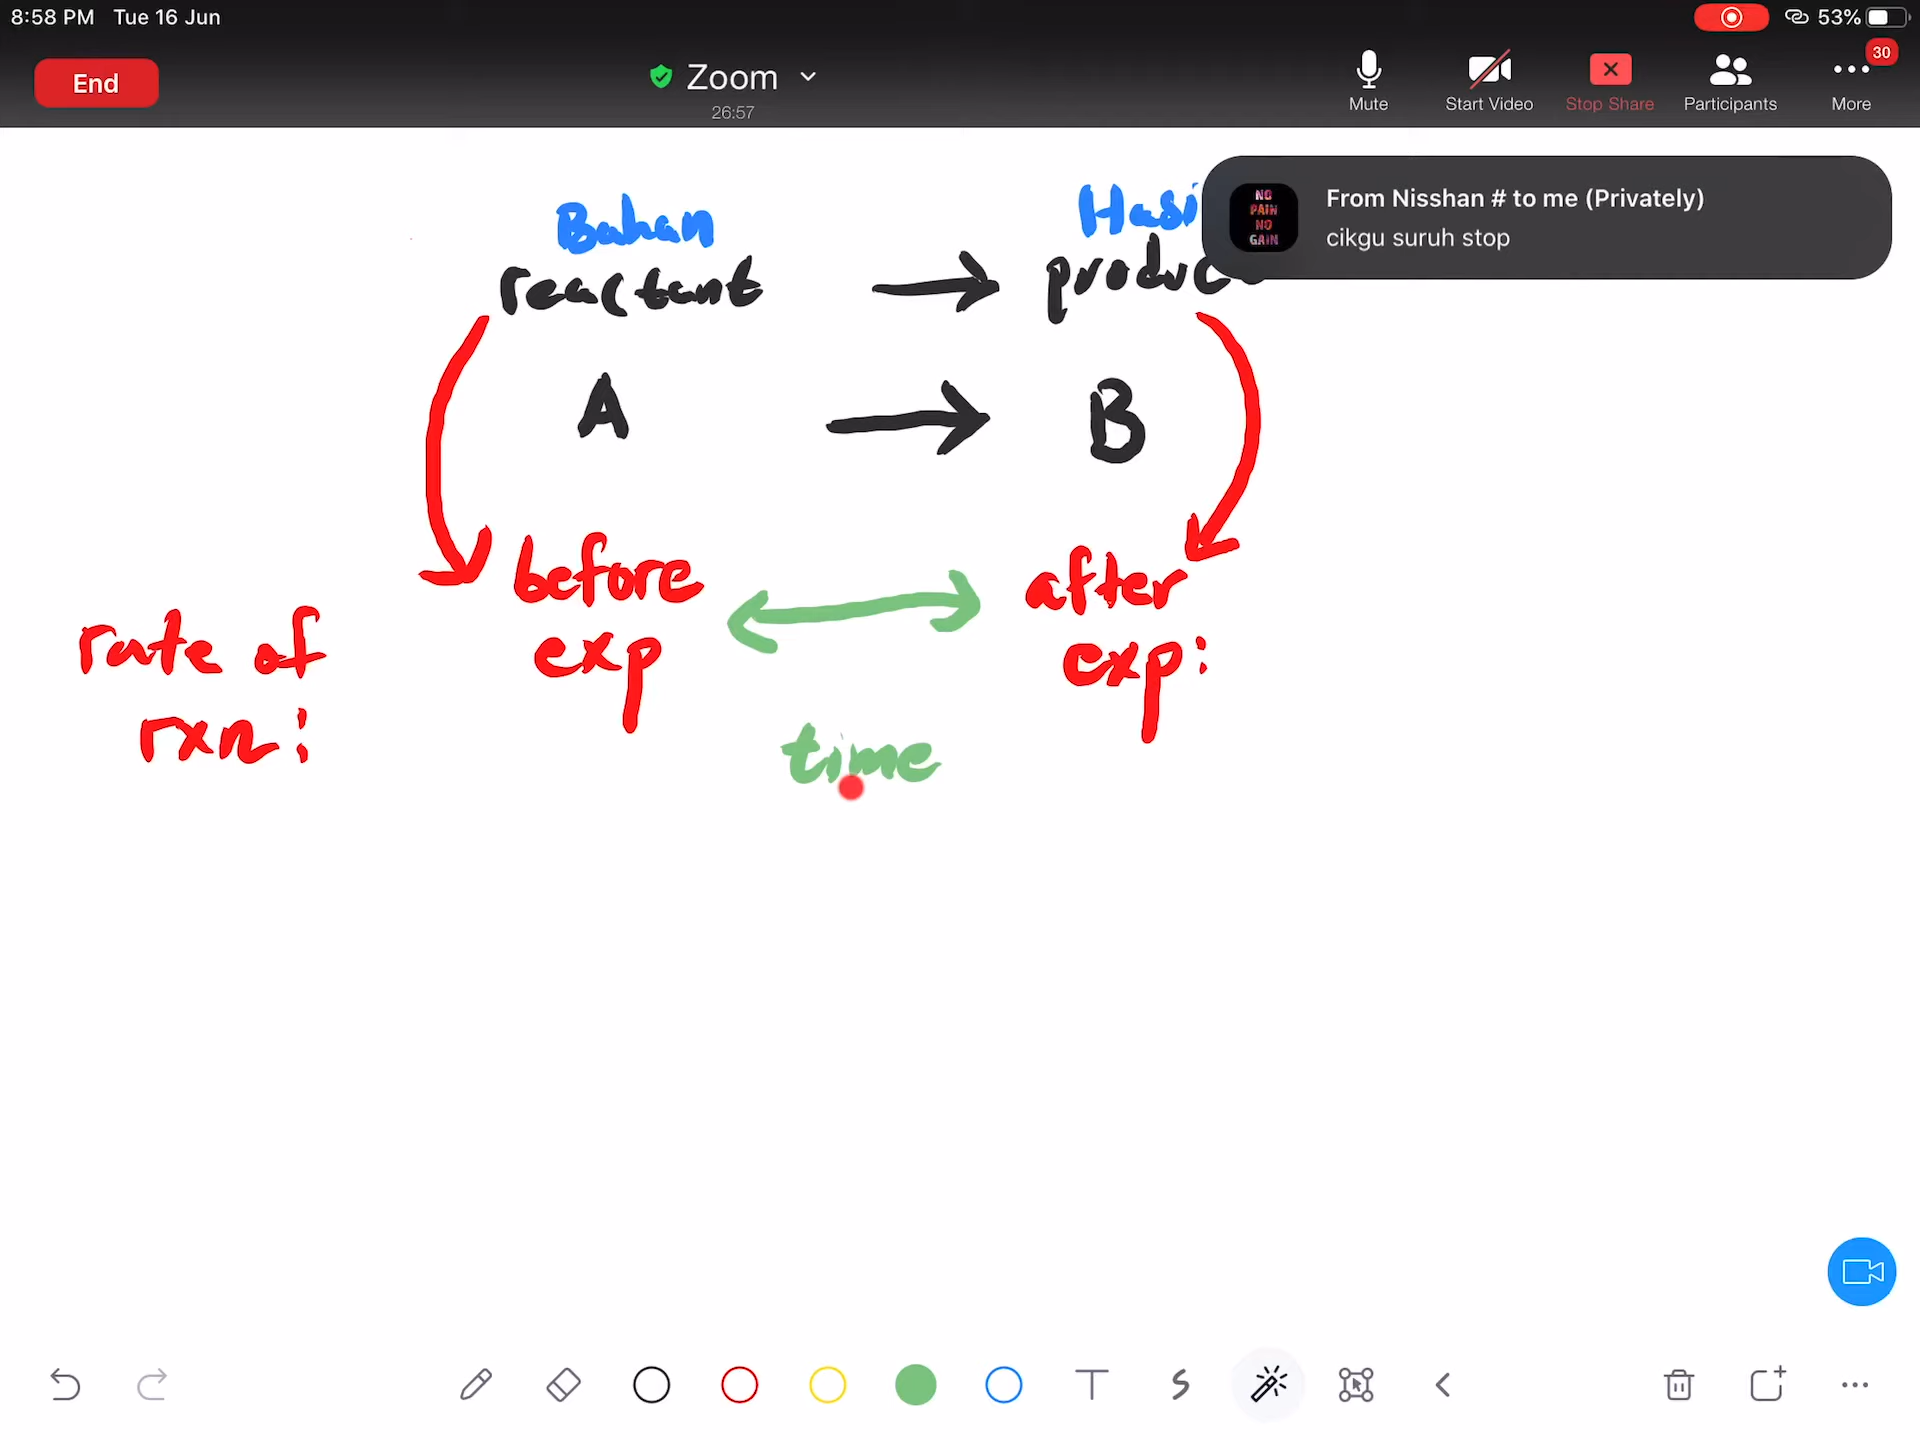 8:58 PM Tue 16 Jun
53%
End
Zoom
26:57
Mute
Start Video
Stop Share
Participants
30
More
NO
PAIN
NO
GAIN
From Nisshan # to me (Privately)
cikgu suruh stop
Bahan
Hasi
reactant → produc
A → B
before
exp
after
exp:
rate of
rxn:
time